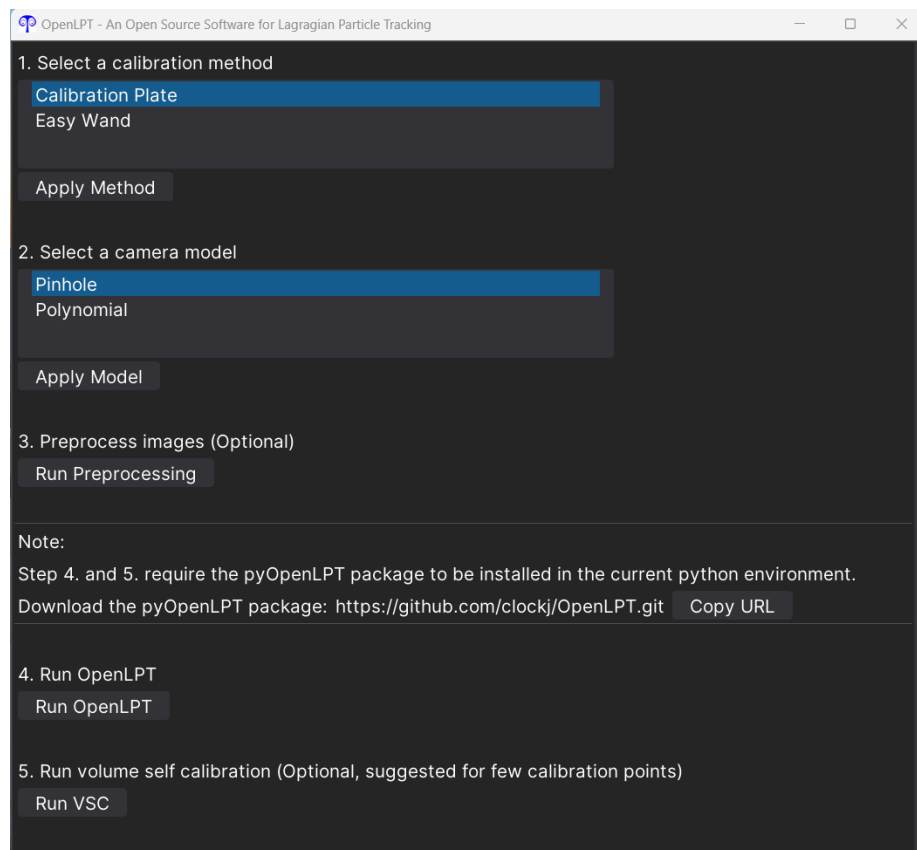 OpenLPT - An Open Source Software for Lagragian Particle Tracking
1. Select a calibration method
Calibration Plate
Easy Wand
Apply Method
2. Select a camera model
Pinhole
Polynomial
Apply Model
3. Preprocess images (Optional)
Run Preprocessing
Note:
Step 4. and 5. require the pyOpenLPT package to be installed in the current python environment.
Download the pyOpenLPT package: https://github.com/clockj/OpenLPT.git Copy URL
4. Run OpenLPT
Run OpenLPT
5. Run volume self calibration (Optional, suggested for few calibration points)
Run VSC